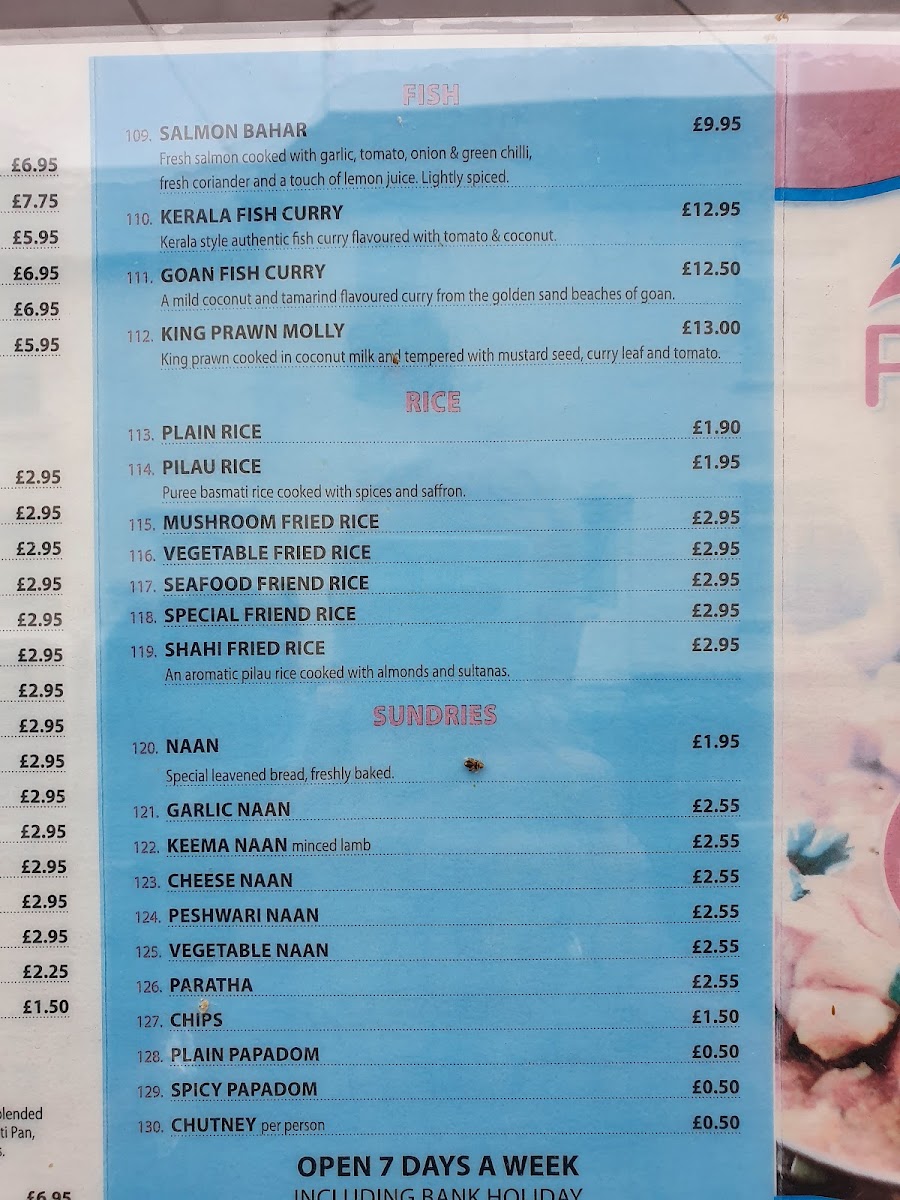 £6.95
£7.75
£5.95
£6.95
£6.95
£5.95
£2.95
£2.95
£2.95
£2.95
£2.95
£2.95
£2.95
£2.95
£2.95
£2.95
£2.95
£2.95
£2.95
£2.95
£2.25
£1.50
blended
ti Pan,
s.
£6.95
FISH
109. SALMON BAHAR £9.95
Fresh salmon cooked with garlic, tomato, onion & green chilli,
fresh coriander and a touch of lemon juice. Lightly spiced.
110. KERALA FISH CURRY £12.95
Kerala style authentic fish curry flavoured with tomato & coconut.
111. GOAN FISH CURRY £12.50
A mild coconut and tamarind flavoured curry from the golden sand beaches of goan.
112. KING PRAWN MOLLY £13.00
King prawn cooked in coconut milk and tempered with mustard seed, curry leaf and tomato.
RICE
113. PLAIN RICE £1.90
114. PILAU RICE £1.95
Puree basmati rice cooked with spices and saffron.
115. MUSHROOM FRIED RICE £2.95
116. VEGETABLE FRIED RICE £2.95
117. SEAFOOD FRIEND RICE £2.95
118. SPECIAL FRIEND RICE £2.95
119. SHAHI FRIED RICE £2.95
An aromatic pilau rice cooked with almonds and sultanas.
SUNDRIES
120. NAAN £1.95
Special leavened bread, freshly baked.
121. GARLIC NAAN £2.55
122. KEEMA NAAN minced lamb £2.55
123. CHEESE NAAN £2.55
124. PESHWARI NAAN £2.55
125. VEGETABLE NAAN £2.55
126. PARATHA £2.55
127. CHIPS £1.50
128. PLAIN PAPADOM £0.50
129. SPICY PAPADOM £0.50
130. CHUTNEY per person £0.50
OPEN 7 DAYS A WEEK
INCLUDING BANK HOLIDAY